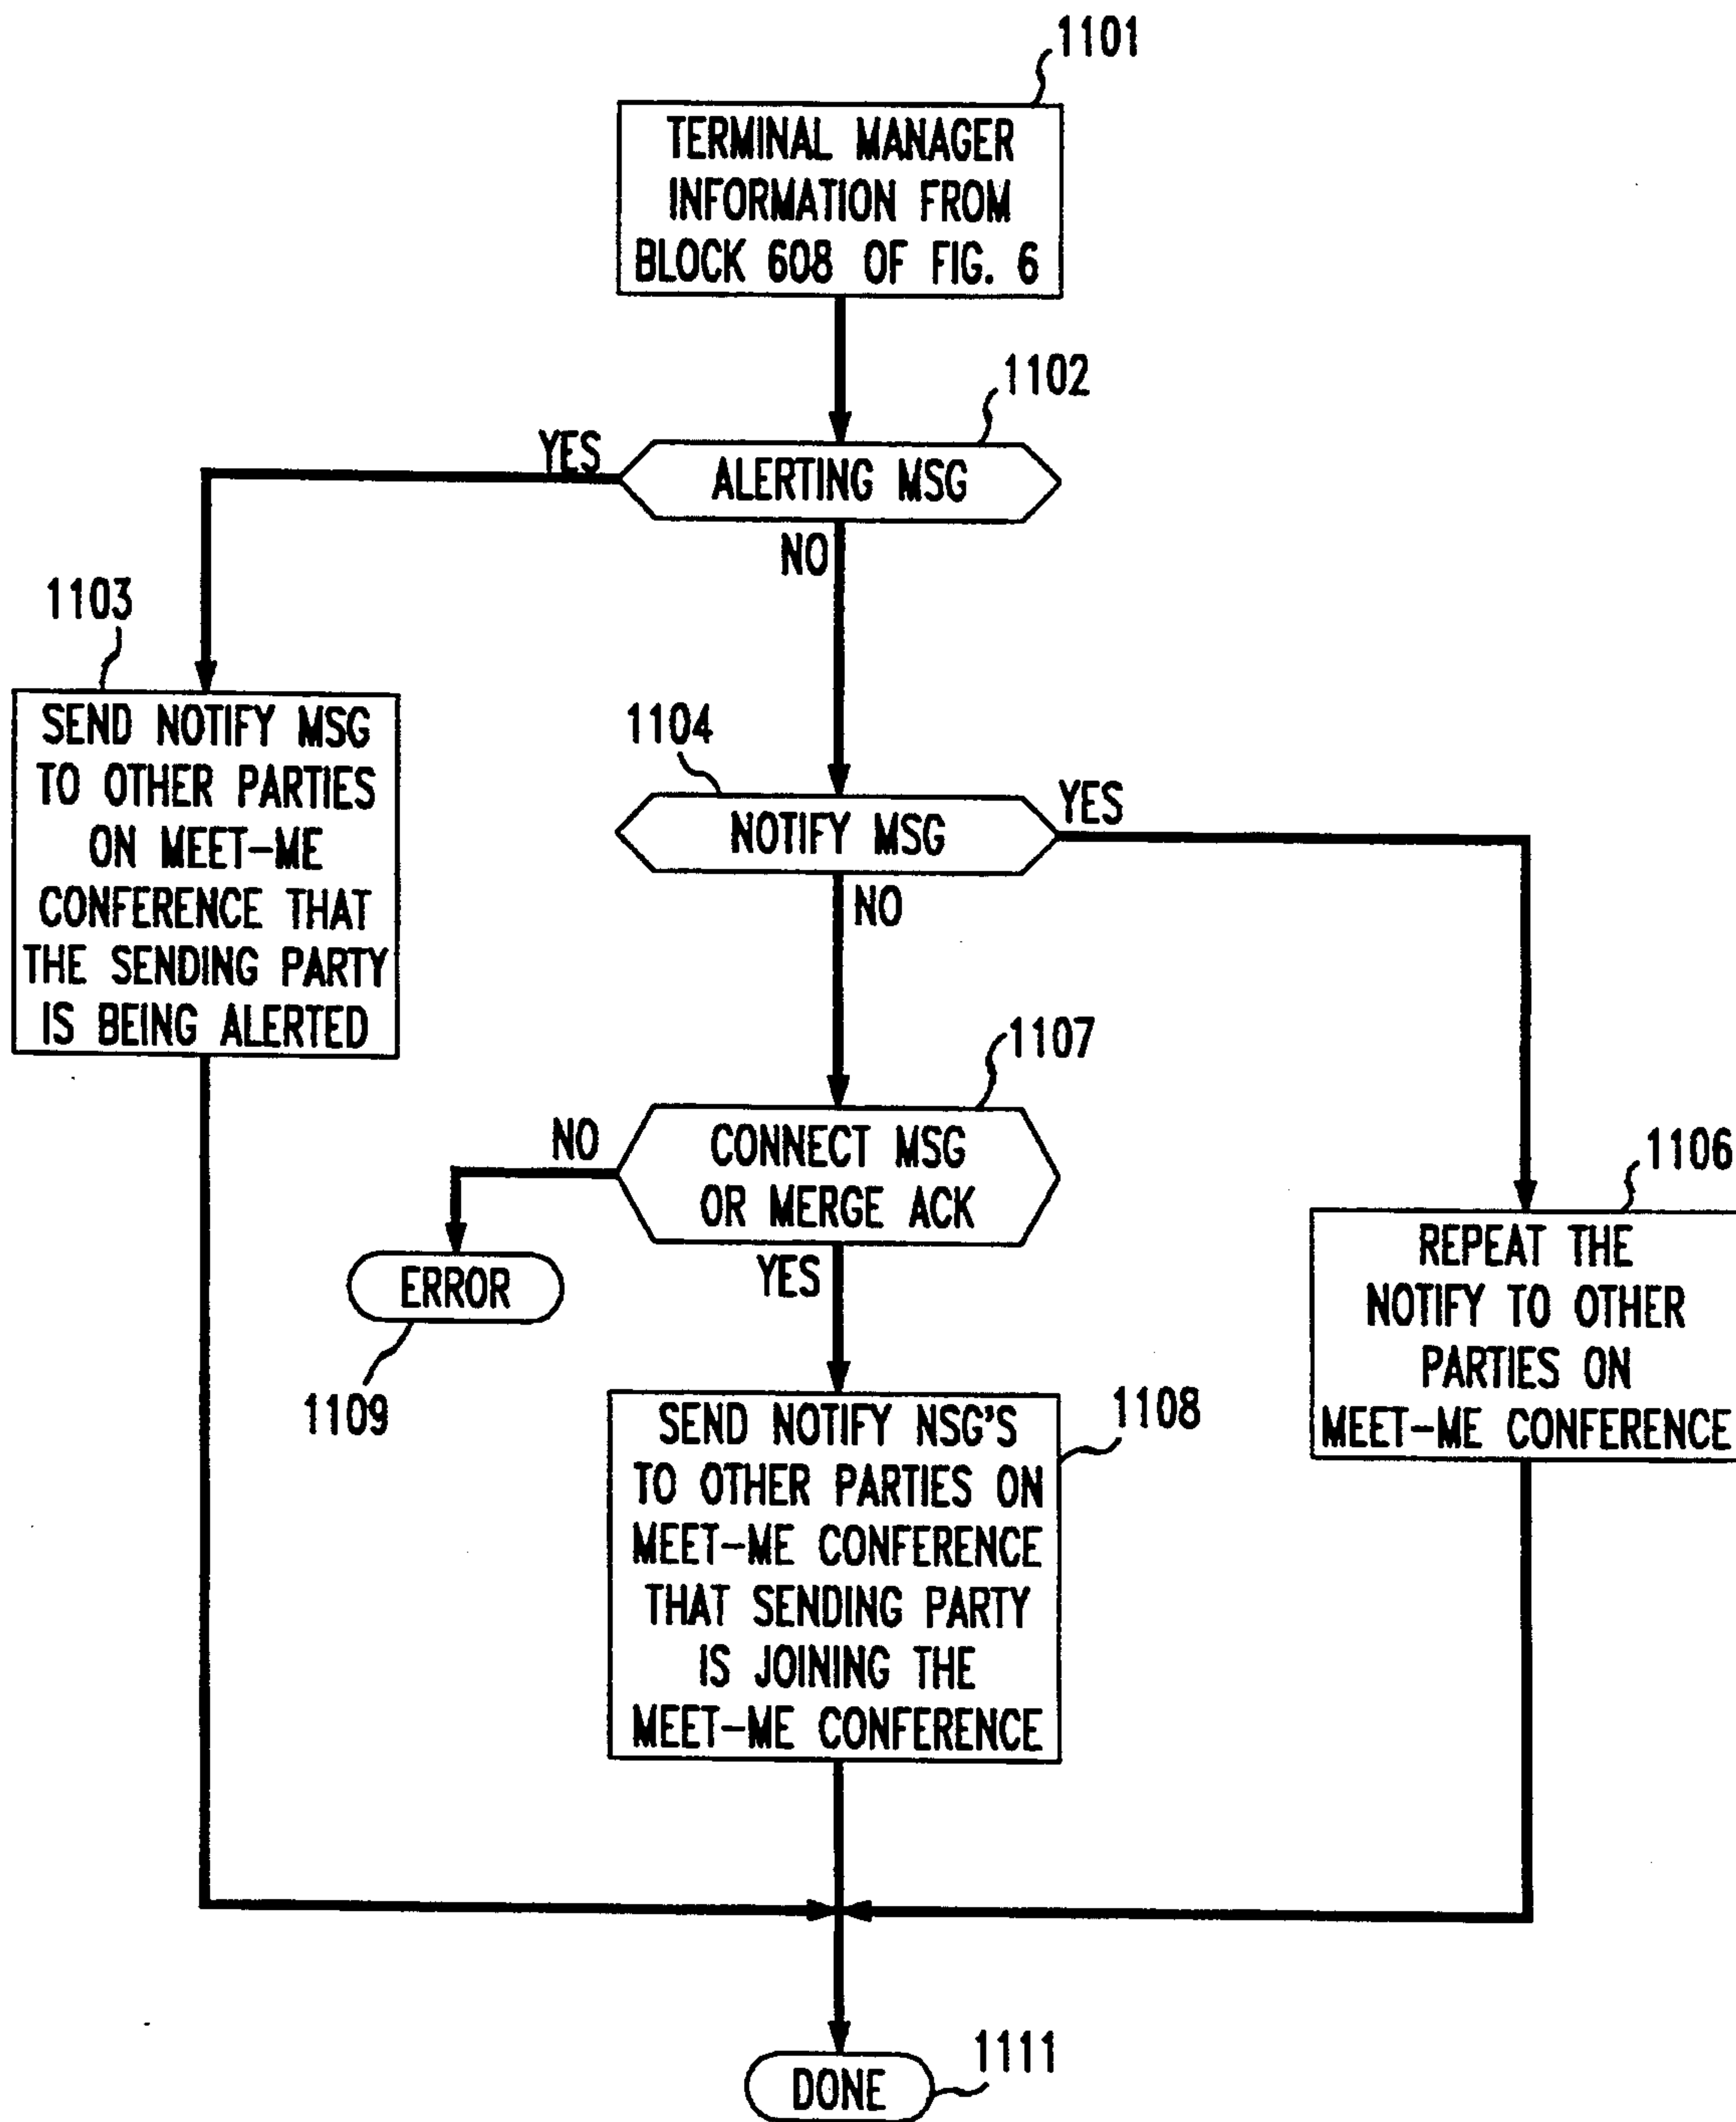 1101
TERMINAL MANAGER
INFORMATION FROM
BLOCK 608 OF FIG. 6
1102
YES
ALERTING MSG
NO
1103
SEND NOTIFY MSG
TO OTHER PARTIES
ON MEET-ME
CONFERENCE THAT
THE SENDING PARTY
IS BEING ALERTED
1104
YES
NOTIFY MSG
NO
1107
NO
CONNECT MSG
OR MERGE ACK
YES
ERROR
1109
1106
REPEAT THE
NOTIFY TO OTHER
PARTIES ON
MEET-ME CONFERENCE
1108
SEND NOTIFY NSG'S
TO OTHER PARTIES ON
MEET-ME CONFERENCE
THAT SENDING PARTY
IS JOINING THE
MEET-ME CONFERENCE
1111
DONE